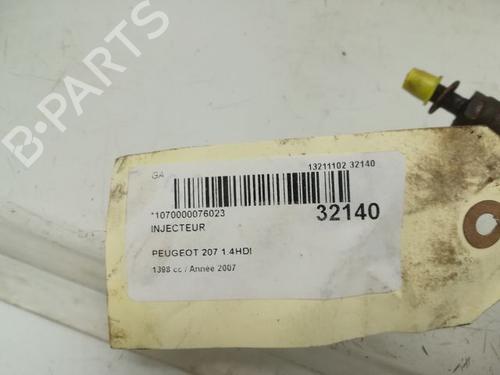 B-PARTS
GA
13211102 32140
*1070000076023
32140
INJECTEUR
PEUGEOT 207 1.4HDI
1398 cc / Année 2007